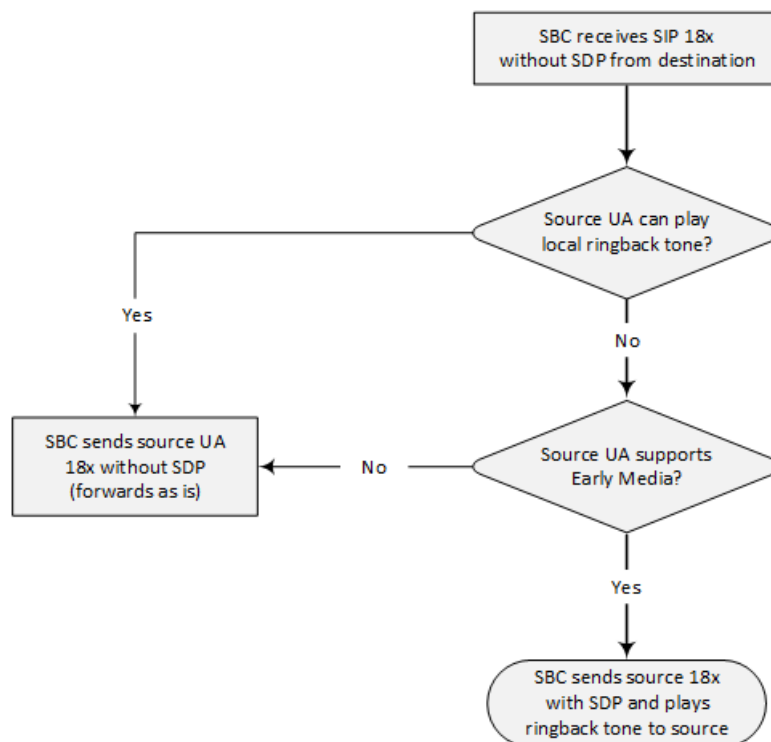 SBC receives SIP 18x
without SDP from destination
Source UA can play
local ringback tone?
Yes
No
SBC sends source UA
18x without SDP
(forwards as is)
No
Source UA supports
Early Media?
Yes
SBC sends source 18x
with SDP and plays
ringback tone to source